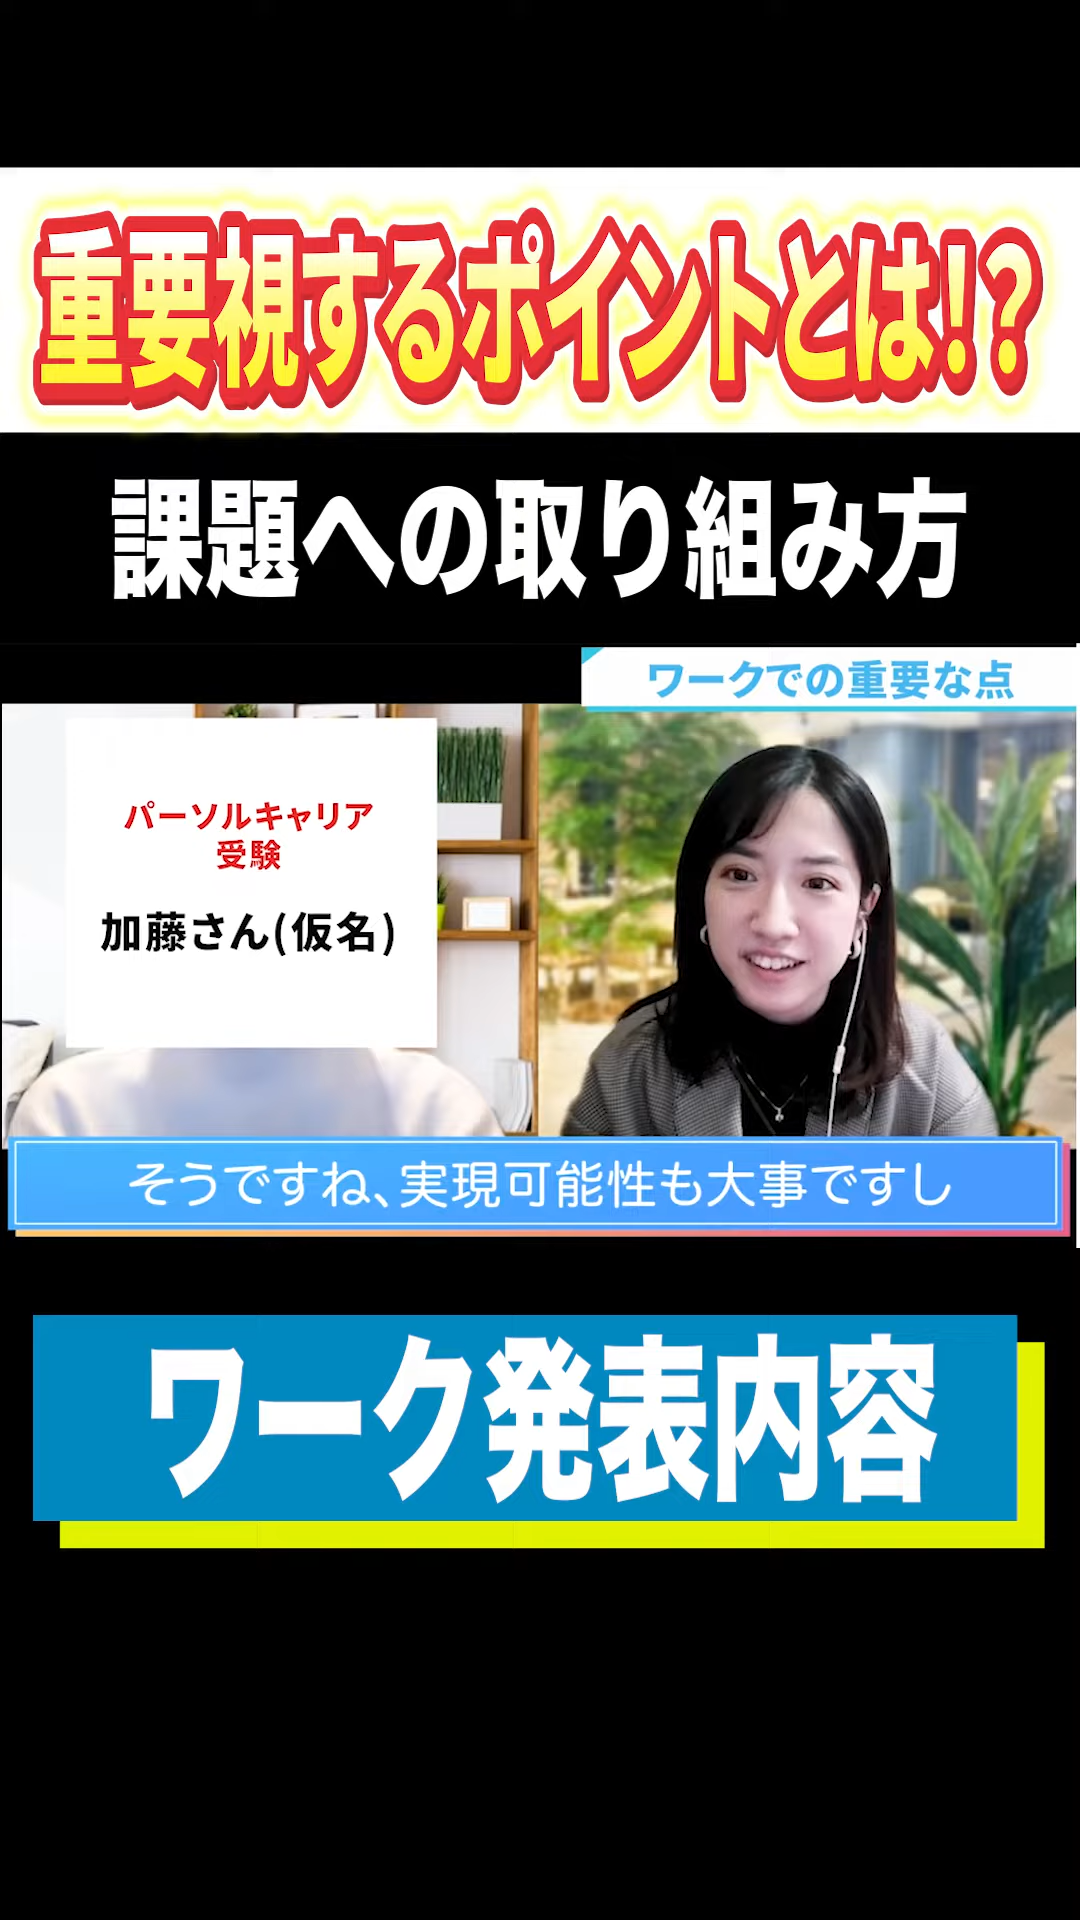 重要視するポイントとは!?
課題への取り組み方
ワークでの重要な点
パーソルキャリア
受験
加藤さん(仮名)
そうですね、実現可能性も大事ですし
ワーク発表内容